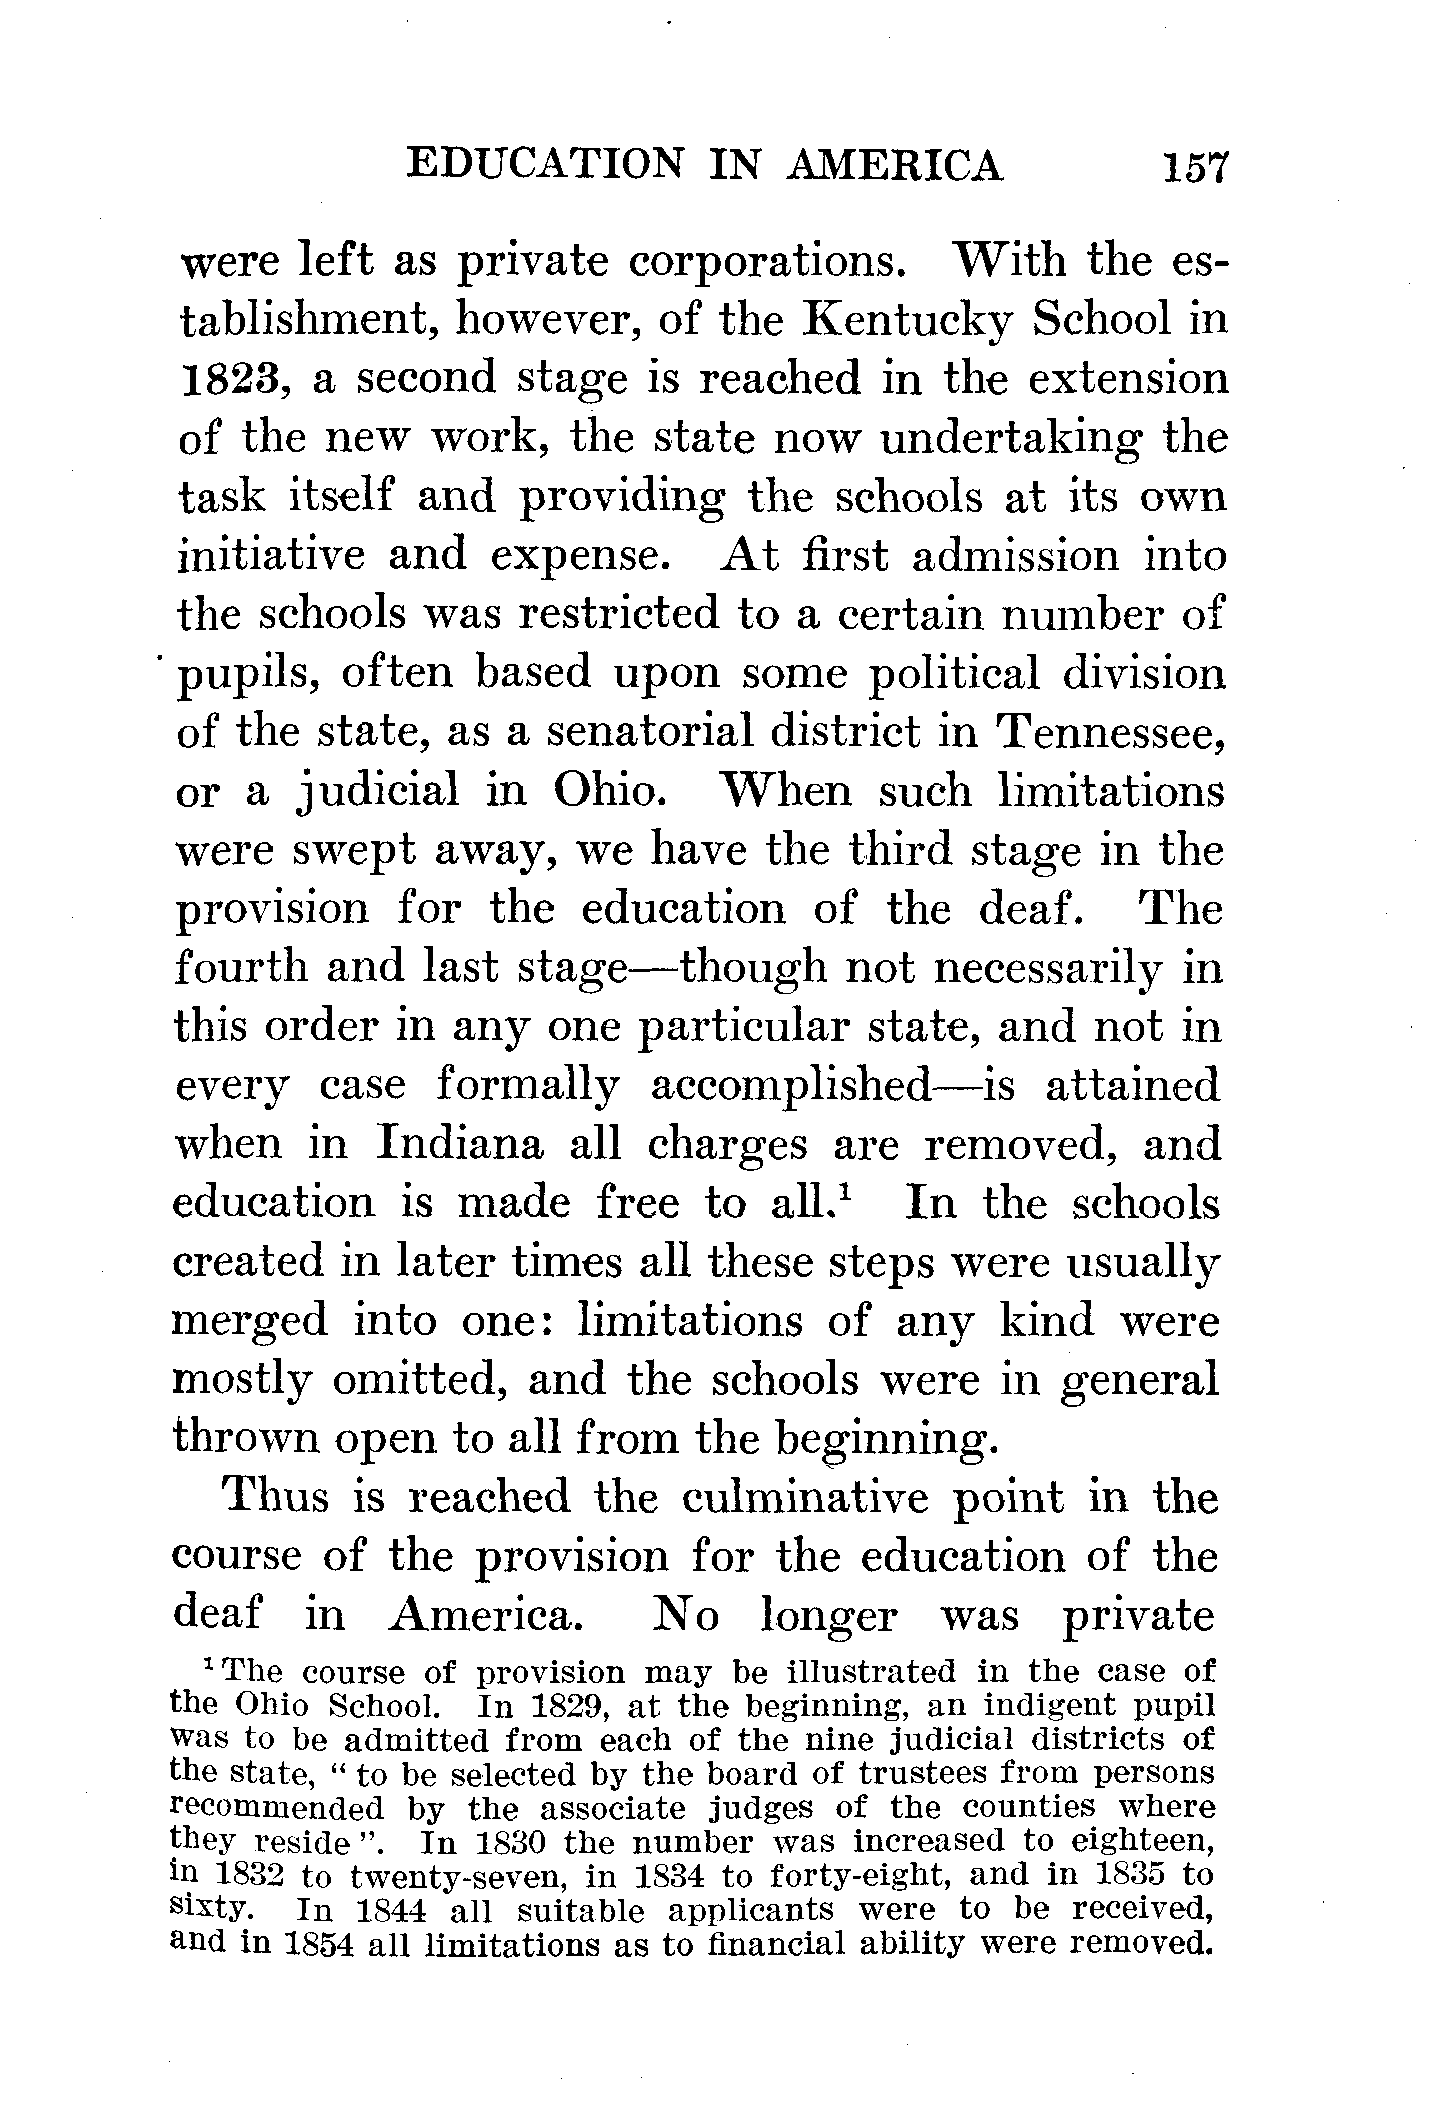 EDUCATION IN AMERICA 157
were left as private corporations. With the es-
tablishment, however, of the Kentucky School in
1823, a second stage is reached in the extension
of the new work, the state now undertaking the
task itself and providing the schools at its own
initiative and expense. At first admission into
the schools was restricted to a certain number of
pupils, often based upon some political division
of the state, as a senatorial district in Tennessee,
or a judicial in Ohio. When such limitations
were swept away, we have the third stage in the
provision for the education of the deaf. The
fourth and last stage—though not necessarily in
this order in any one particular state, and not in
every case formally accomplished—is attained
when in Indiana all charges are removed, and
education is made free to all.¹ In the schools
created in later times all these steps were usually
merged into one: limitations of any kind were
mostly omitted, and the schools were in general
thrown open to all from the beginning.
Thus is reached the culminative point in the
course of the provision for the education of the
deaf in America. No longer was private
¹ The course of provision may be illustrated in the case of
the Ohio School. In 1829, at the beginning, an indigent pupil
was to be admitted from each of the nine judicial districts of
the state, " to be selected by the board of trustees from persons
recommended by the associate judges of the counties where
they reside ". In 1830 the number was increased to eighteen,
in 1832 to twenty-seven, in 1834 to forty-eight, and in 1835 to
sixty. In 1844 all suitable applicants were to be received,
and in 1854 all limitations as to financial ability were removed.